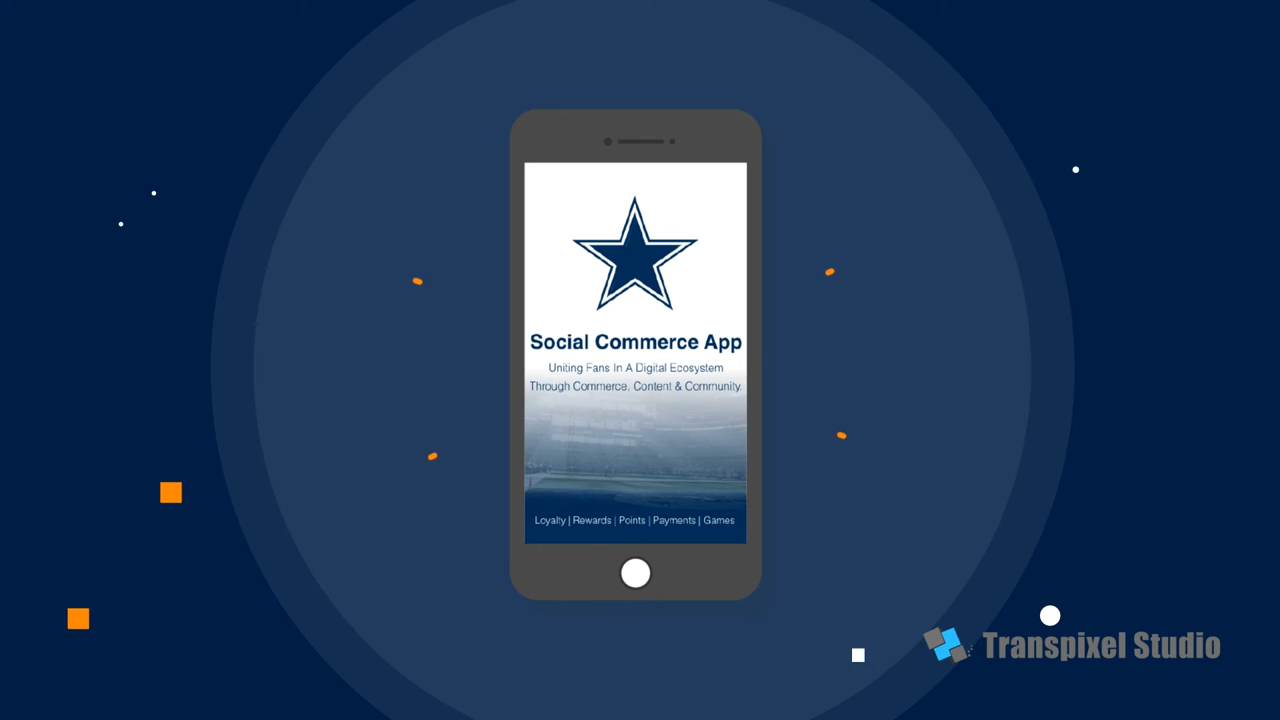 Social Commerce App
Uniting Fans In A Digital Ecosystem
Through Commerce. Content & Community.
Loyalty | Rewards | Points | Payments | Games
Transpixel Studio